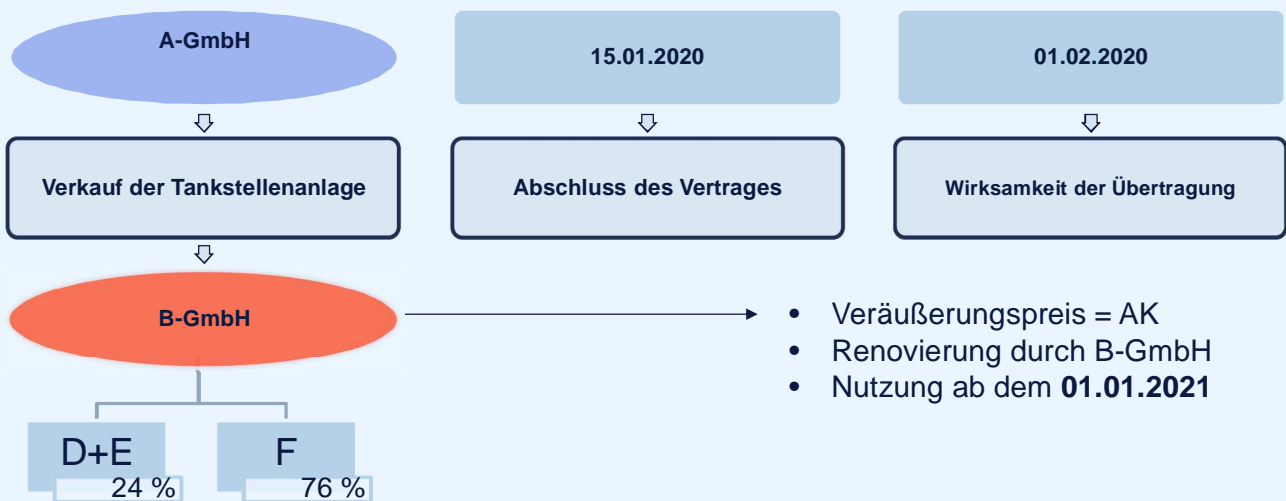 A-GmbH
15.01.2020
01.02.2020
Verkauf der Tankstellenanlage
Abschluss des Vertrages
Wirksamkeit der Übertragung
B-GmbH
• Veräußerungspreis = AK
• Renovierung durch B-GmbH
• Nutzung ab dem 01.01.2021
D+E
24 %
F
76 %